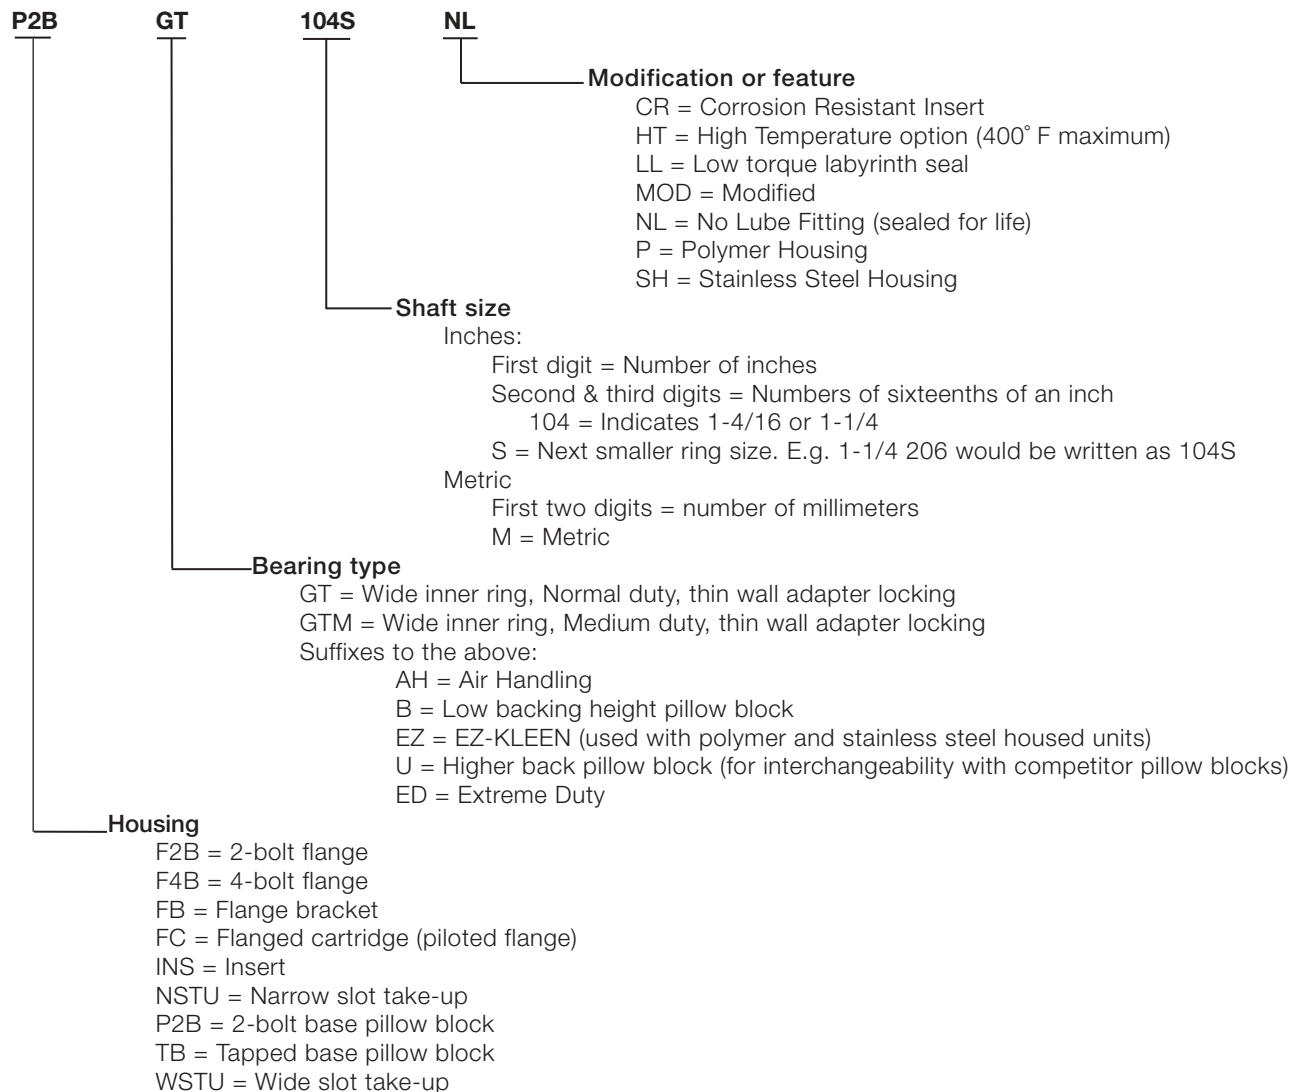 P2B GT 104S NL
Modification or feature
CR = Corrosion Resistant Insert
HT = High Temperature option (400˚ F maximum)
LL = Low torque labyrinth seal
MOD = Modified
NL = No Lube Fitting (sealed for life)
P = Polymer Housing
SH = Stainless Steel Housing
Shaft size
Inches:
First digit = Number of inches
Second & third digits = Numbers of sixteenths of an inch
104 = Indicates 1-4/16 or 1-1/4
S = Next smaller ring size. E.g. 1-1/4 206 would be written as 104S
Metric
First two digits = number of millimeters
M = Metric
Bearing type
GT = Wide inner ring, Normal duty, thin wall adapter locking
GTM = Wide inner ring, Medium duty, thin wall adapter locking
Suffixes to the above:
AH = Air Handling
B = Low backing height pillow block
EZ = EZ-KLEEN (used with polymer and stainless steel housed units)
U = Higher back pillow block (for interchangeability with competitor pillow blocks)
ED = Extreme Duty
Housing
F2B = 2-bolt flange
F4B = 4-bolt flange
FB = Flange bracket
FC = Flanged cartridge (piloted flange)
INS = Insert
NSTU = Narrow slot take-up
P2B = 2-bolt base pillow block
TB = Tapped base pillow block
WSTU = Wide slot take-up